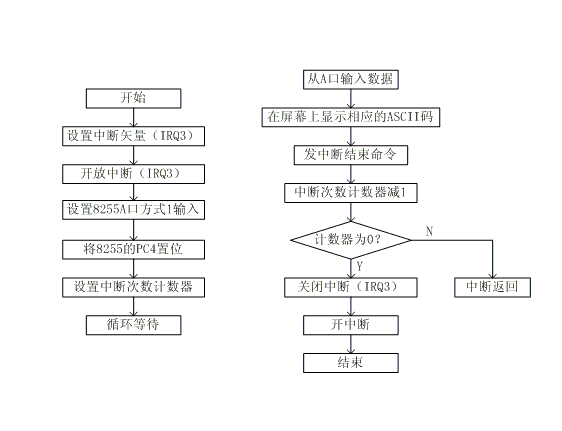 开始
设置中断矢量（IRQ3）
开放中断（IRQ3）
设置8255A口方式1输入
将8255的PC4置位
设置中断次数计数器
循环等待
从A口输入数据
在屏幕上显示相应的ASCII码
发中断结束命令
中断次数计数器减1
计数器为0?
N
Y
关闭中断（IRQ3）
中断返回
开中断
结束